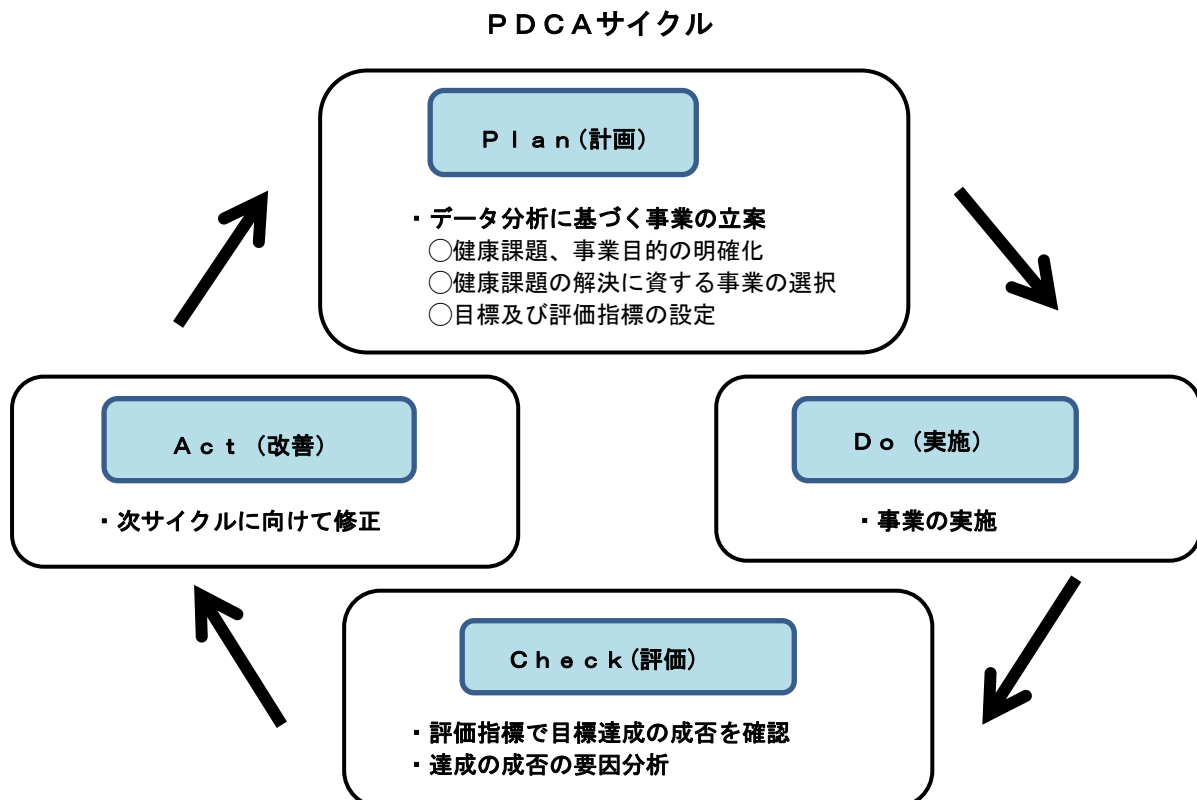 PDCAサイクル
Plan(計画)
・データ分析に基づく事業の立案
○健康課題、事業目的の明確化
○健康課題の解決に資する事業の選択
○目標及び評価指標の設定
Act(改善)
・次サイクルに向けて修正
Do(実施)
・事業の実施
Check(評価)
・評価指標で目標達成の成否を確認
・達成の成否の要因分析